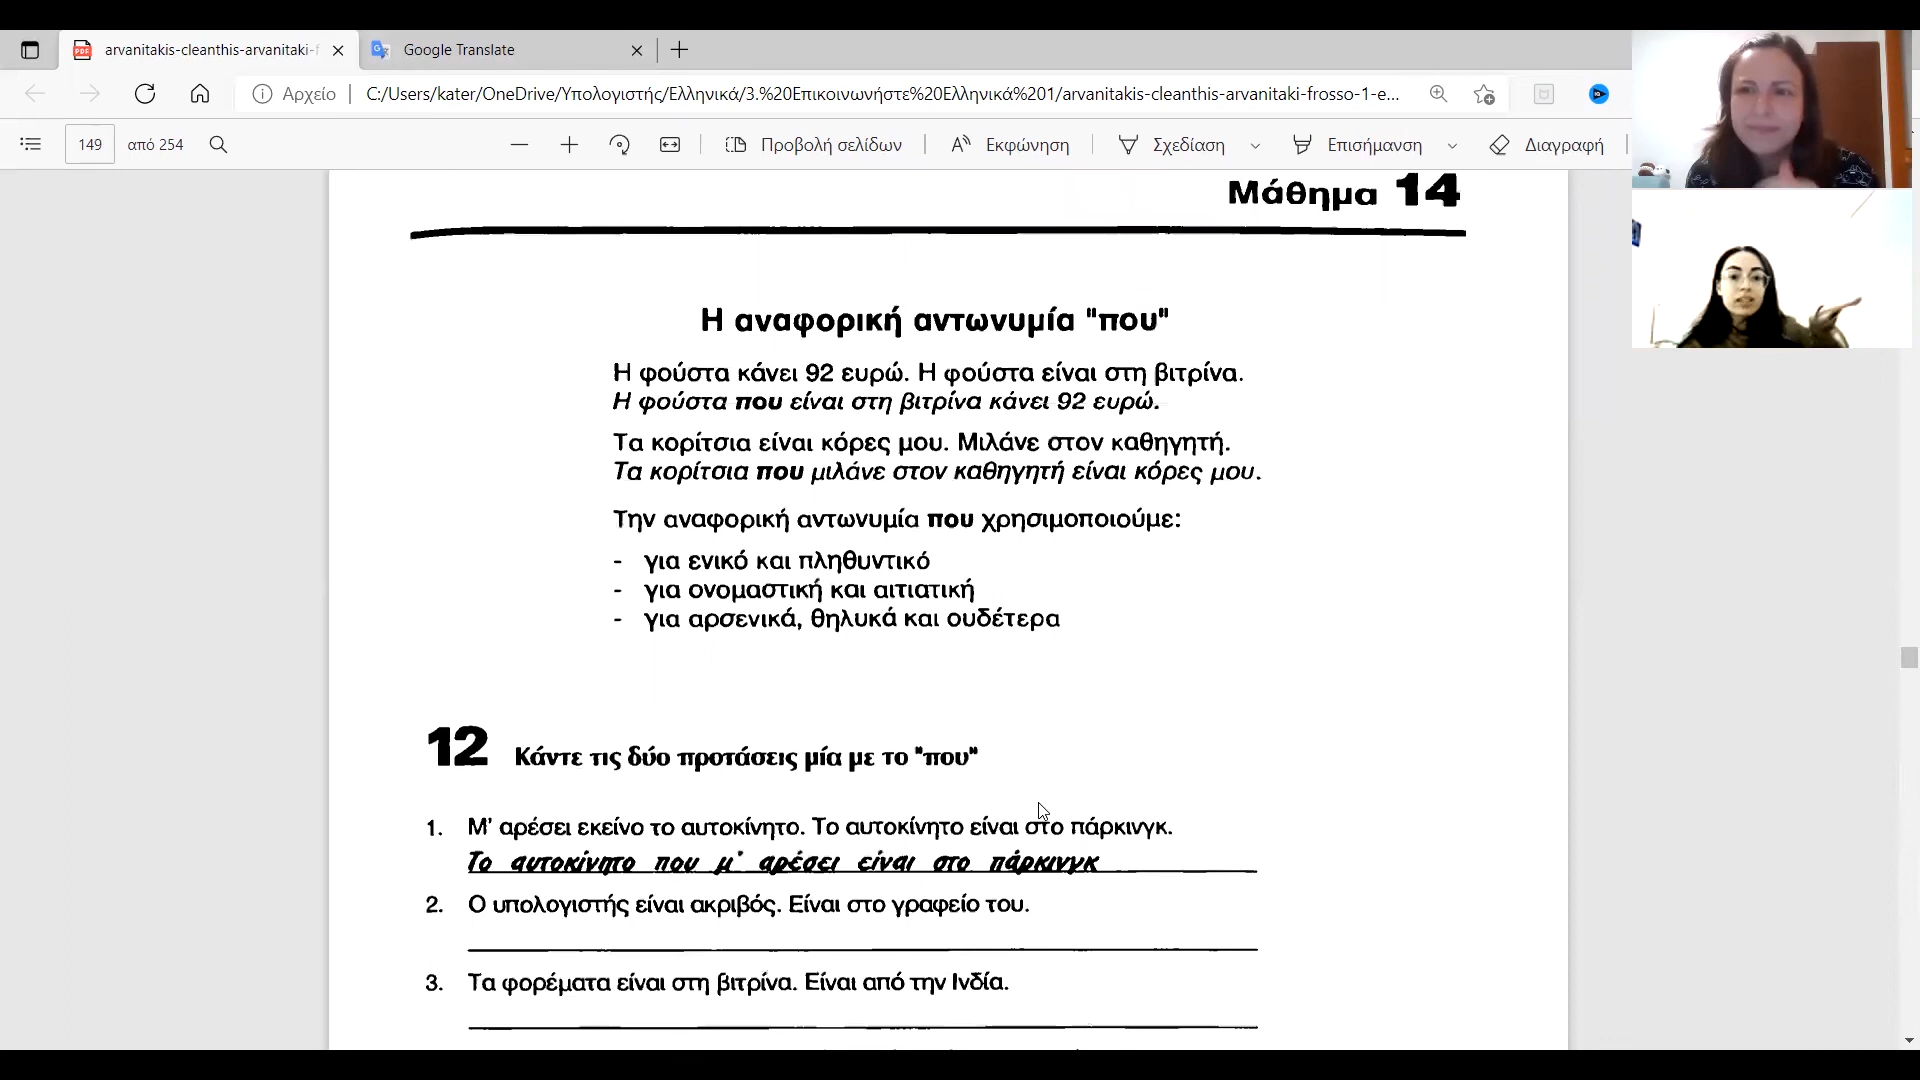 arvanitakis-cleanthis-arvanitaki-f
Google Translate
Αρχείο
C:/Users/kater/OneDrive/Υπολογιστής/Ελληνικά/3.%20Επικοινωνήστε%20Ελληνικά%201/arvanitakis-cleanthis-arvanitaki-frosso-1-e...
149 από 254
Προβολή σελίδων
Εκφώνηση
Σχεδίαση
Επισήμανση
Διαγραφή
Μάθημα 14
Η αναφορική αντωνυμία "που"
Η φούστα κάνει 92 ευρώ. Η φούστα είναι στη βιτρίνα.
Η φούστα που είναι στη βιτρίνα κάνει 92 ευρώ.
Τα κορίτσια είναι κόρες μου. Μιλάνε στον καθηγητή.
Τα κορίτσια που μιλάνε στον καθηγητή είναι κόρες μου.
Την αναφορική αντωνυμία που χρησιμοποιούμε:
- για ενικό και πληθυντικό
- για ονομαστική και αιτιατική
- για αρσενικά, θηλυκά και ουδέτερα
12 Κάντε τις δύο προτάσεις μία με το "που"
1. Μ' αρέσει εκείνο το αυτοκίνητο. Το αυτοκίνητο είναι στο πάρκινγκ.
Το αυτοκίνητο που μ' αρέσει είναι στο πάρκινγκ
2. Ο υπολογιστής είναι ακριβός. Είναι στο γραφείο του.
3. Τα φορέματα είναι στη βιτρίνα. Είναι από την Ινδία.